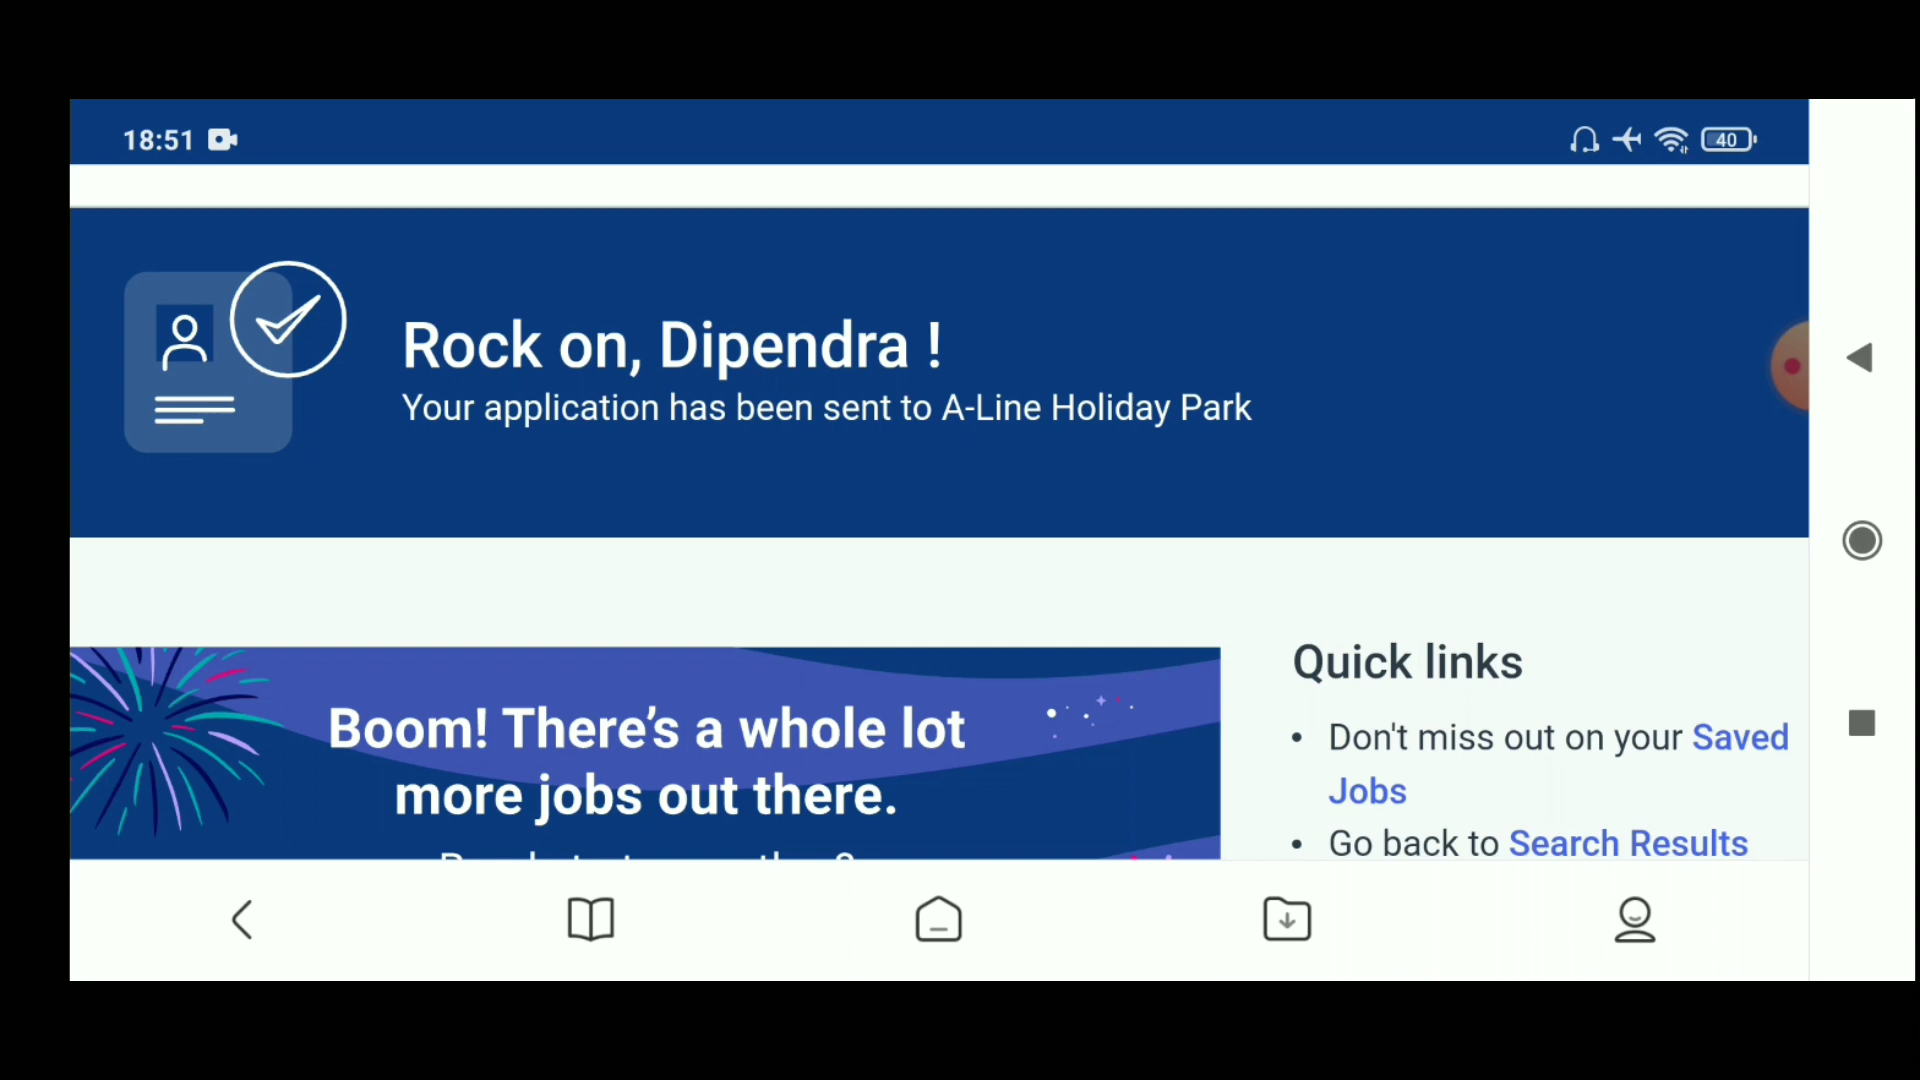 18:51
40
Rock on, Dipendra !
Your application has been sent to A-Line Holiday Park
Boom! There's a whole lot
more jobs out there.
Quick links
• Don't miss out on your Saved
Jobs
• Go back to Search Results